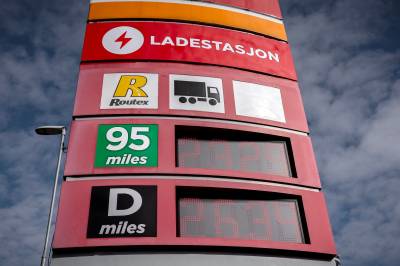 LADESTASJON
R
Routex
95
miles
D
miles